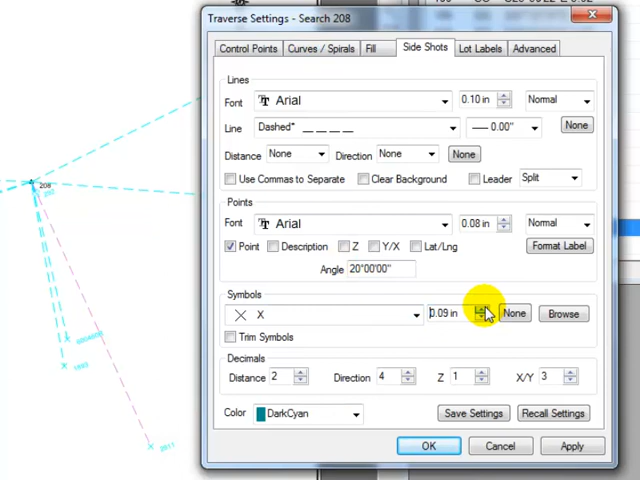 Traverse Settings - Search 208
Control Points Curves / Spirals Fill Side Shots Lot Labels Advanced
Lines
Font Arial 0.10 in Normal
Line Dashed* 0.00" None
Distance None Direction None None
Use Commas to Separate Clear Background Leader Split
Points
Font Arial 0.08 in Normal
Point Description Z Y/X Lat/Lng Format Label
Angle 20°00'00"
Symbols
X 0.09 in None Browse
Trim Symbols
Decimals
Distance 2 Direction 4 Z 1 X/Y 3
Color DarkCyan Save Settings Recall Settings
OK Cancel Apply
208
2611